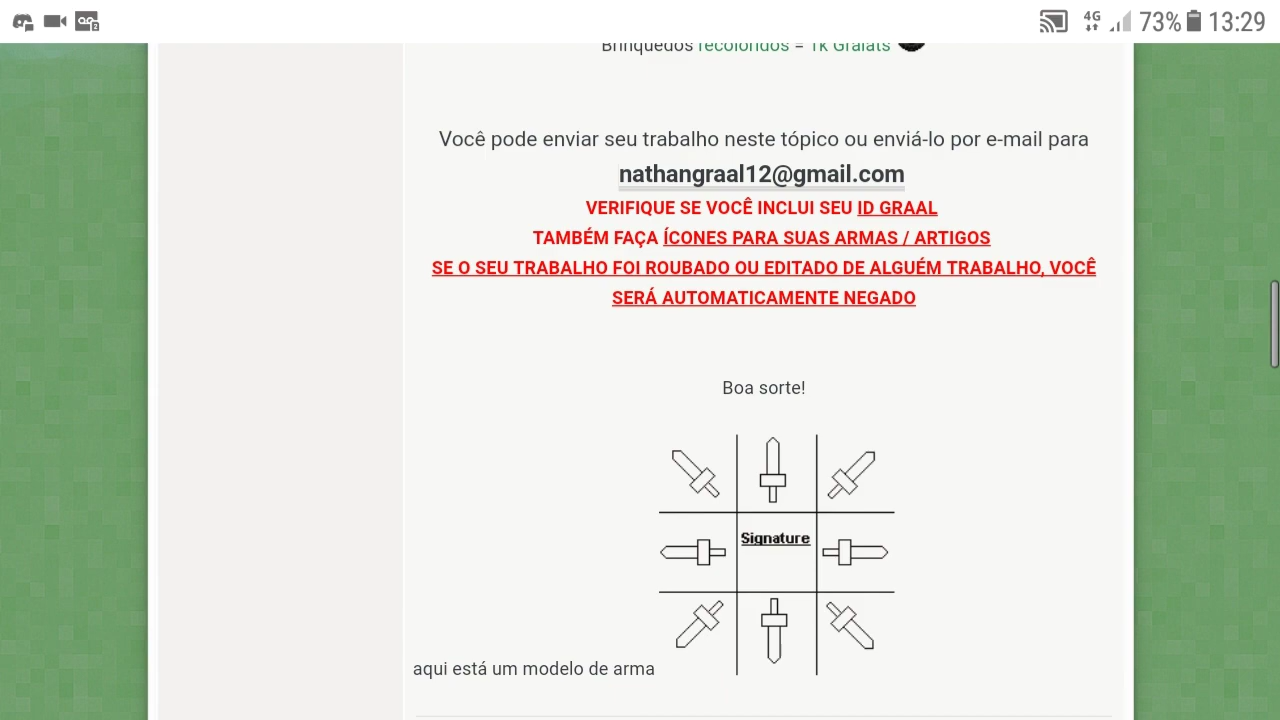 4G 73% 13:29
Brinquedos recoloridos = 1k Gralats
Você pode enviar seu trabalho neste tópico ou enviá-lo por e-mail para
nathangraal12@gmail.com
VERIFIQUE SE VOCÊ INCLUI SEU ID GRAAL
TAMBÉM FAÇA ÍCONES PARA SUAS ARMAS / ARTIGOS
SE O SEU TRABALHO FOI ROUBADO OU EDITADO DE ALGUÉM TRABALHO, VOCÊ
SERÁ AUTOMATICAMENTE NEGADO
Boa sorte!
Signature
aqui está um modelo de arma